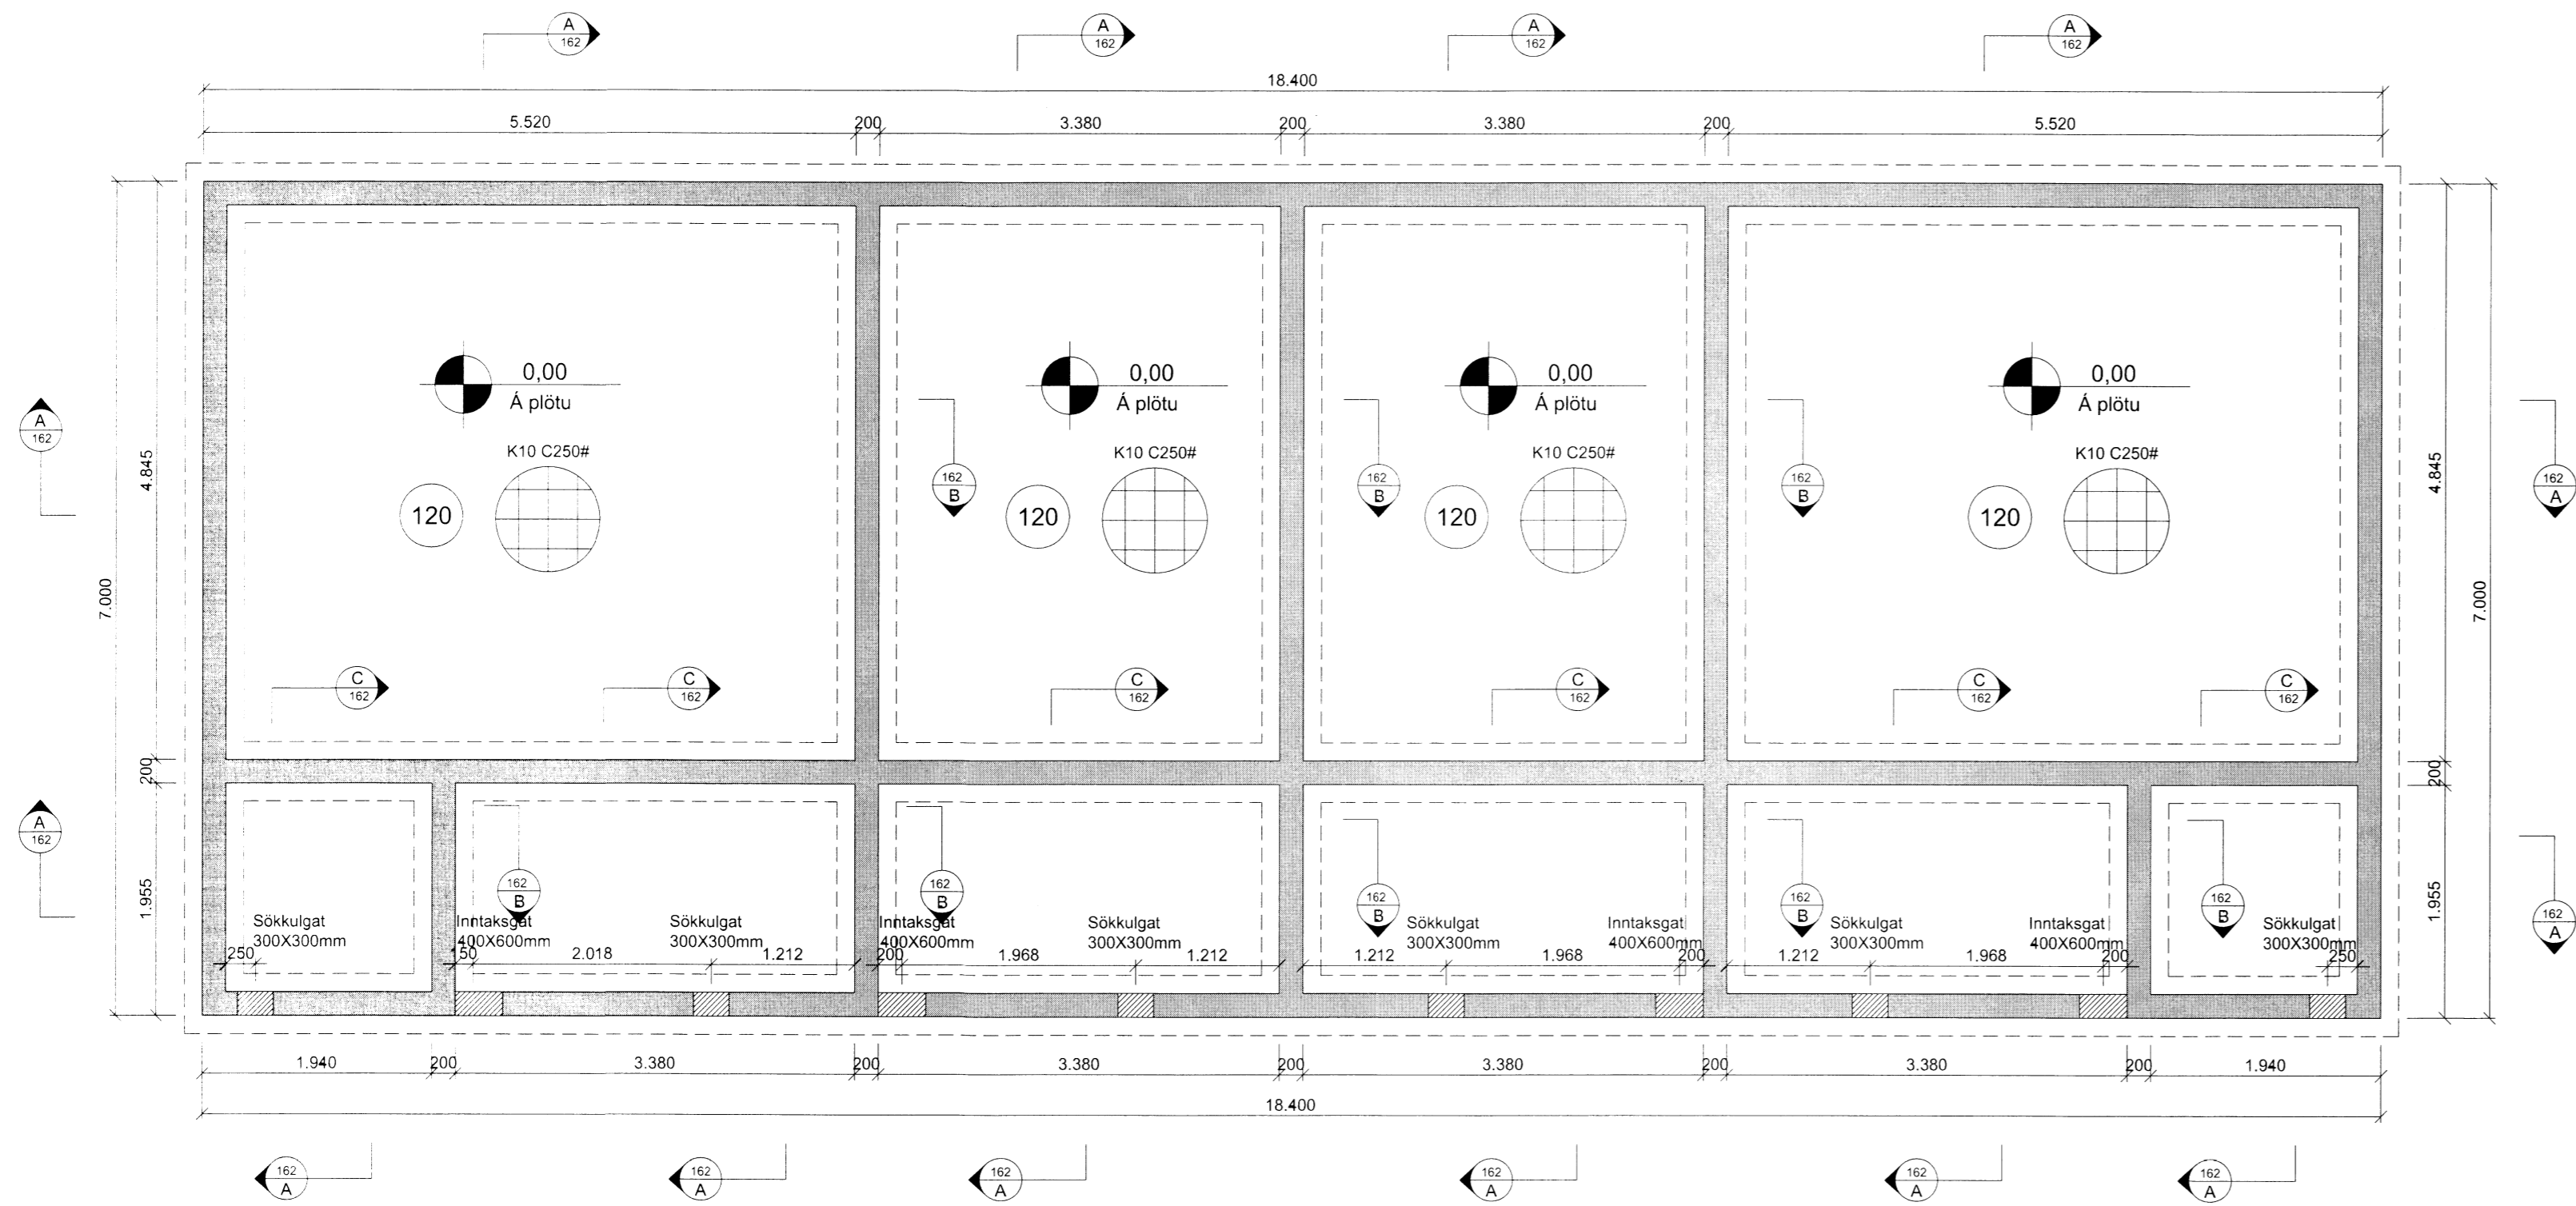 A A A A
162 162 162 162
18.400
5.520 200 3.380 200 3.380 200 5.520
0,00 0,00 0,00 0,00
Á plötu Á plötu Á plötu Á plötu
A
162
162
A
K10 C250# K10 C250# K10 C250# K10 C250#
4.845
4.845
162 162 162
B B B
120 120 120 120
7.000
7.000
C C C C C C
162 162 162 162 162 162
200
200
A
162
162
A
1.955
1.955
162 162 162 162 162
B B B B B
Sökkulgat Inntaksgat Sökkulgat Inntaksgat Sökkulgat Sökkulgat Inntaksgat Sökkulgat Inntaksgat Sökkulgat
300X300mm 400X600mm 300X300mm 400X600mm 300X300mm 300X300mm 400X600mm 300X300mm 400X600mm 300X300mm
250 150 2.018 1.212 200 1.968 1.212 1.212 1.968 200 1.212 1.968 200 250
1.940 200 3.380 200 3.380 200 3.380 200 3.380 200 1.940
18.400
162 162 162 162 162 162
A A A A A A